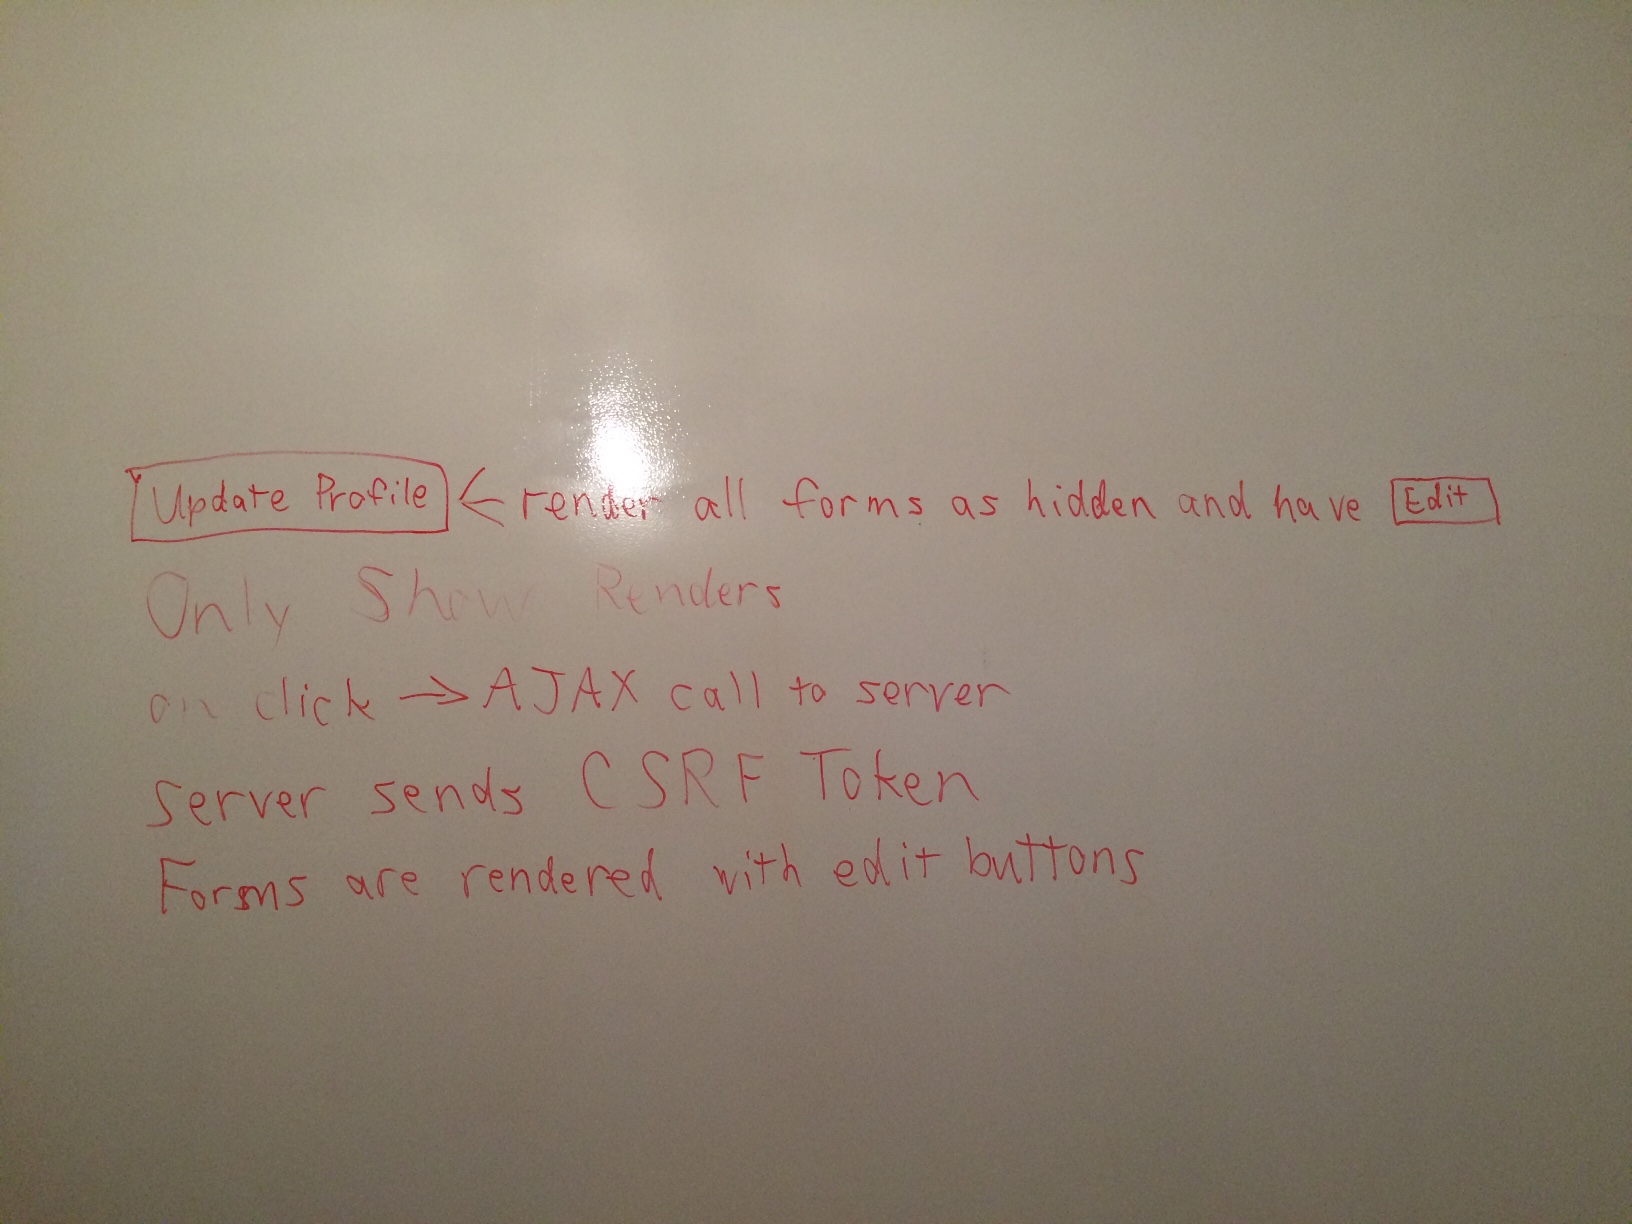 Update Profile ← render all forms as hidden and have Edit
Only Show Renders
on click → AJAX call to server
Server sends CSRF Token
Forms are rendered with edit buttons